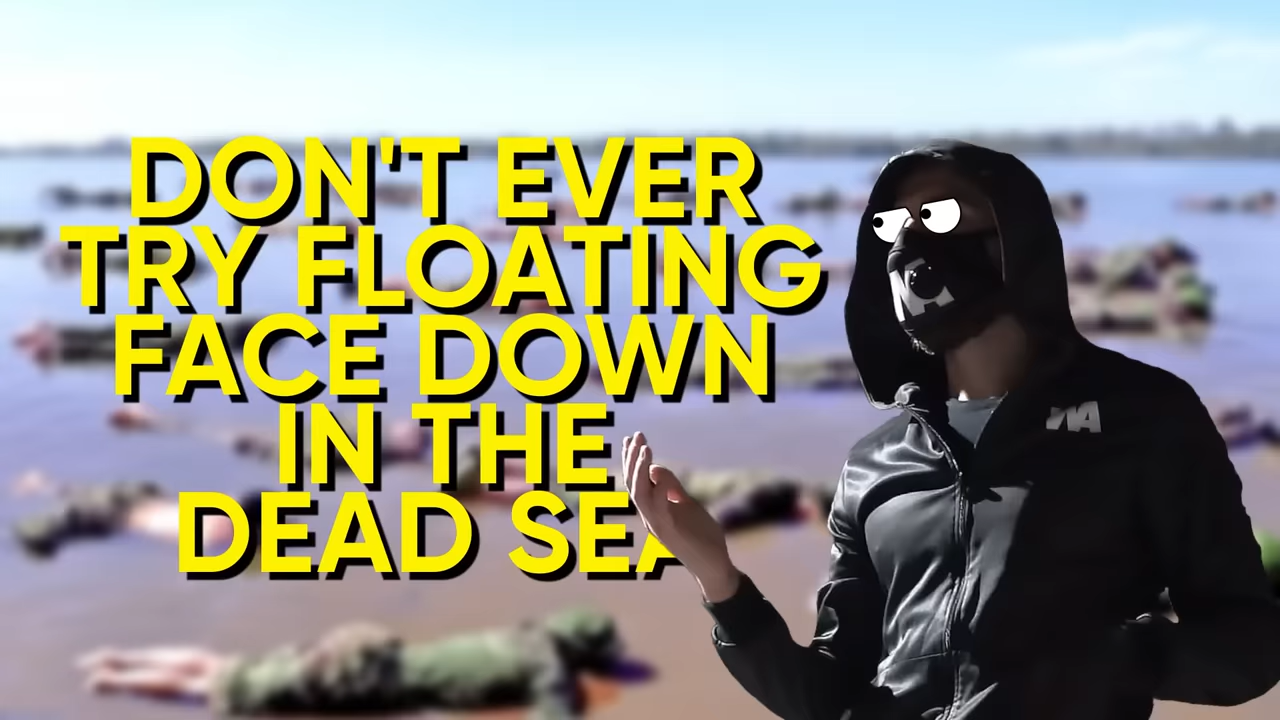 DON'T EVER
TRY FLOATING
FACE DOWN
IN THE
DEAD SEA